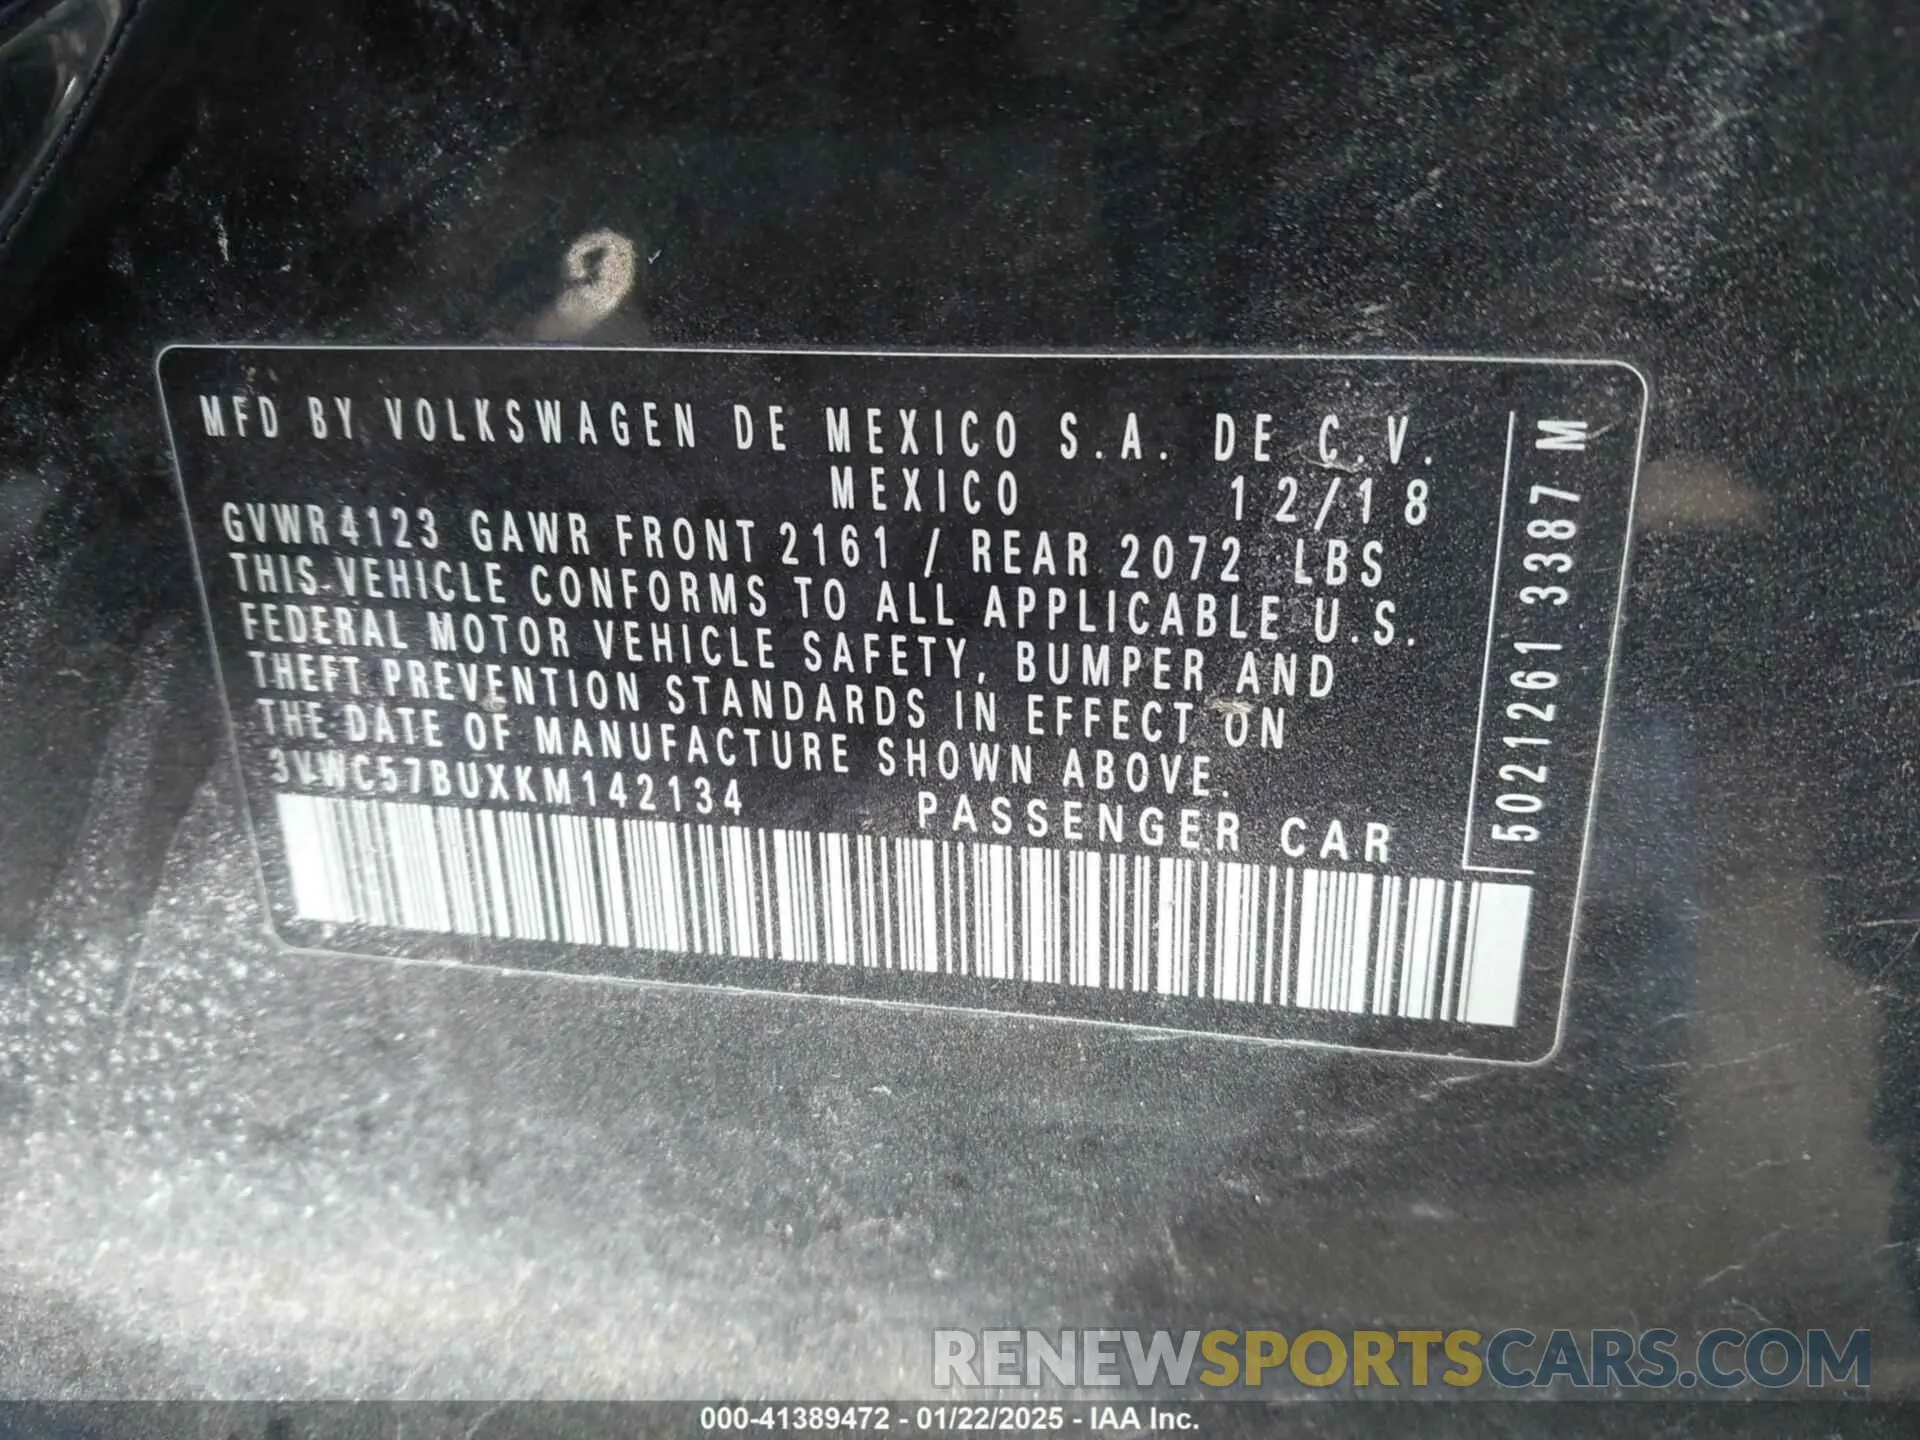 MFD BY VOLKSWAGEN DE MEXICO S.A. DE C.V.
MEXICO 12/18
GVWR 4123 GAWR FRONT 2161 / REAR 2072 LBS
THIS VEHICLE CONFORMS TO ALL APPLICABLE U.S.
FEDERAL MOTOR VEHICLE SAFETY, BUMPER AND
THEFT PREVENTION STANDARDS IN EFFECT ON
THE DATE OF MANUFACTURE SHOWN ABOVE.
3VWC57BUXKM142134 PASSENGER CAR
5021261 3387 M
RENEWSPORTSCARS.COM
000-41389472 - 01/22/2025 - IAA Inc.